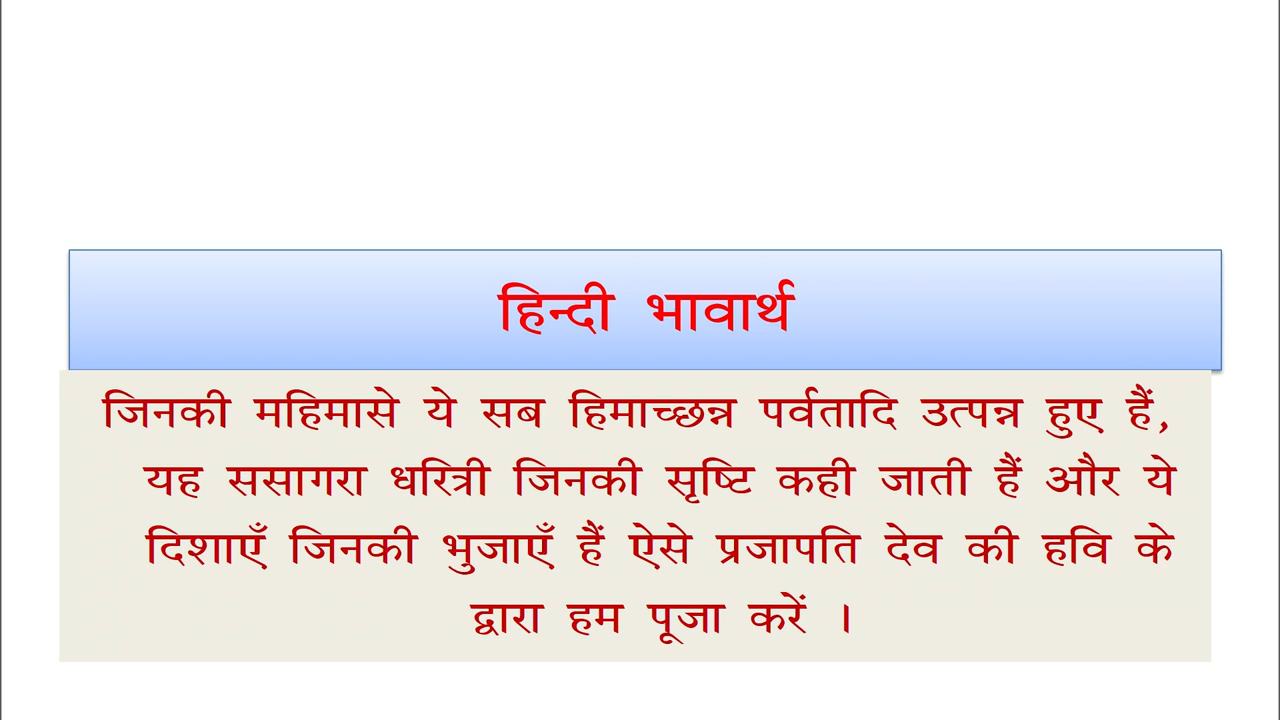 हिन्दी भावार्थ
जिनकी महिमासे ये सब हिमाच्छन्न पर्वतादि उत्पन्न हुए हैं,
यह ससागरा धरित्री जिनकी सृष्टि कही जाती हैं और ये
दिशाएँ जिनकी भुजाएँ हैं ऐसे प्रजापति देव की हवि के
द्वारा हम पूजा करें ।